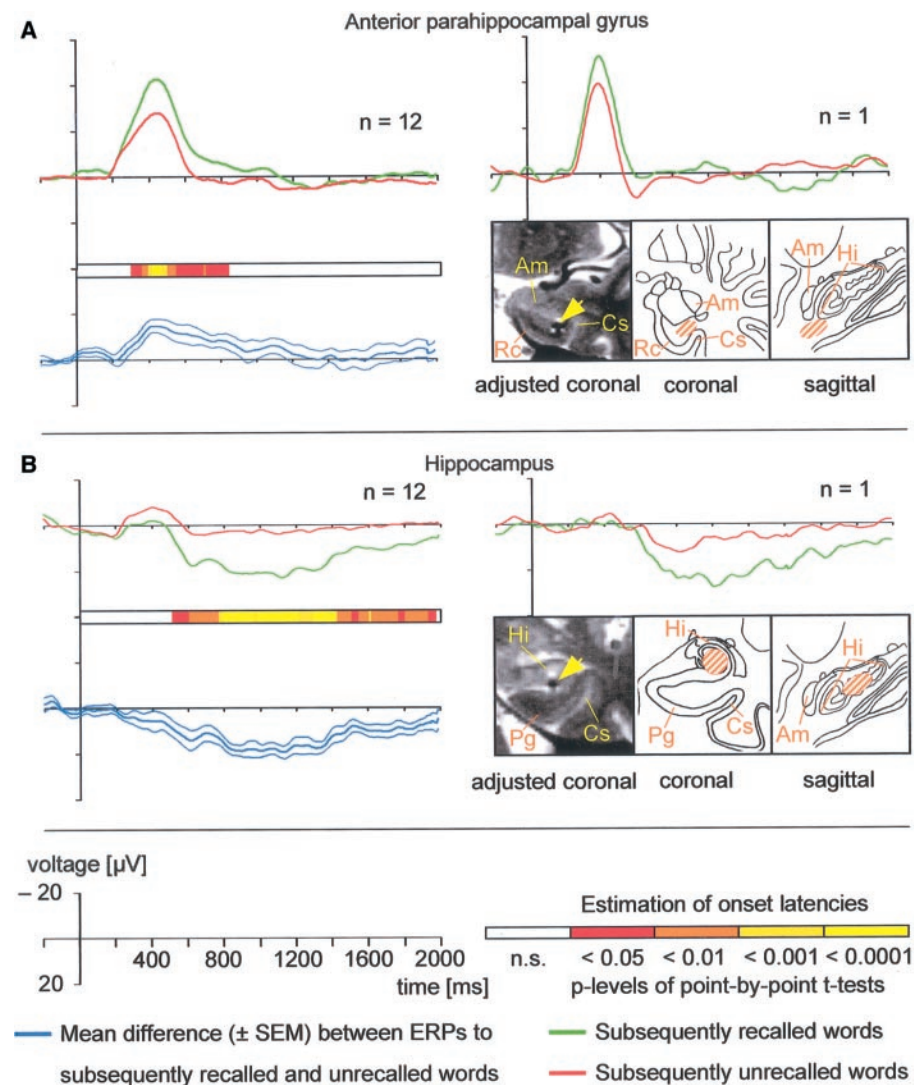 A
Anterior parahippocampal gyrus
n = 12
n = 1
Am
Cs
Rc
Am
Rc
Cs
Am
Hi
adjusted coronal
coronal
sagittal
B
Hippocampus
n = 12
n = 1
Hi
Pg
Cs
Hi
Pg
Cs
Hi
Am
adjusted coronal
coronal
sagittal
voltage [µV]
– 20
20
400
800
1200
1600
2000
time [ms]
Estimation of onset latencies
n.s.
< 0.05
< 0.01
< 0.001
< 0.0001
p-levels of point-by-point t-tests
Mean difference (± SEM) between ERPs to
subsequently recalled and unrecalled words
Subsequently recalled words
Subsequently unrecalled words